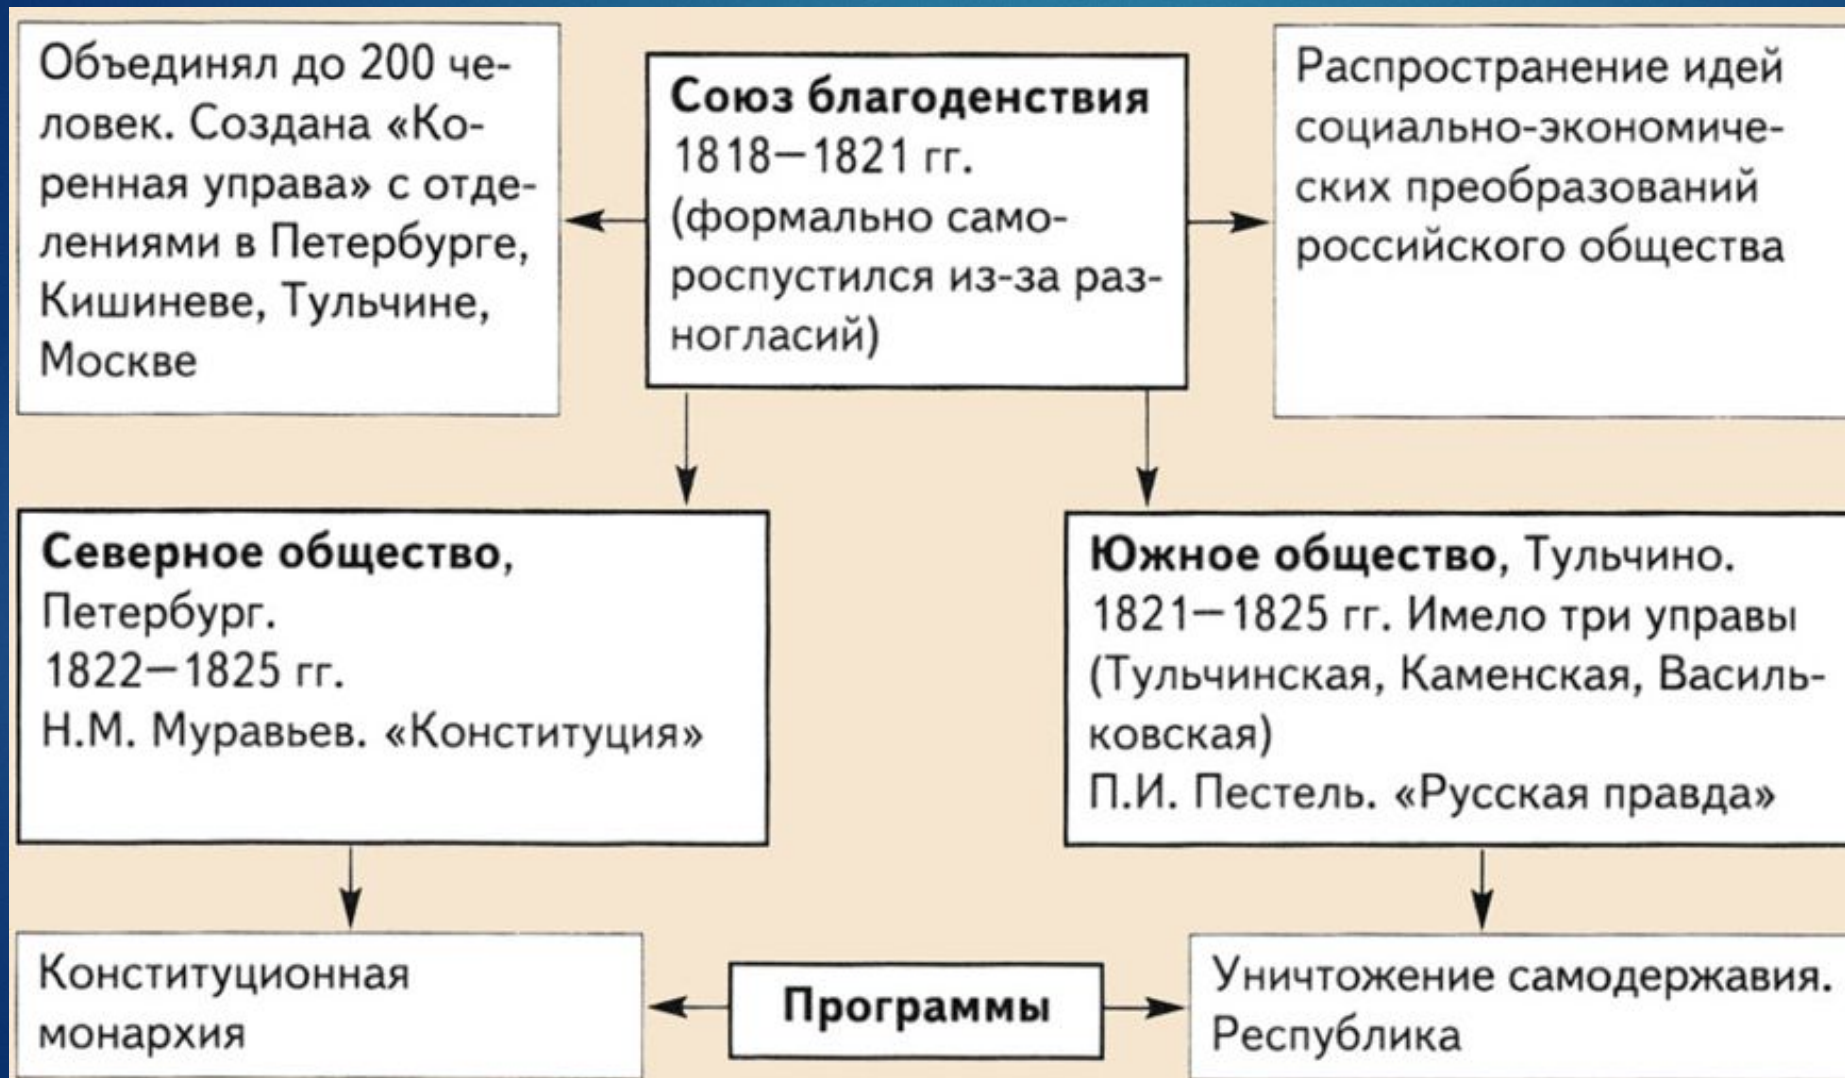 Объединял до 200 че-
ловек. Создана «Ко-
ренная управа» с отде-
лениями в Петербурге,
Кишиневе, Тульчине,
Москве
Союз благоденствия
1818—1821 гг.
(формально само-
роспустился из-за раз-
ногласий)
Распространение идей
социально-экономиче-
ских преобразований
российского общества
Северное общество,
Петербург.
1822—1825 гг.
Н.М. Муравьев. «Конституция»
Южное общество, Тульчино.
1821—1825 гг. Имело три управы
(Тульчинская, Каменская, Василь-
ковская)
П.И. Пестель. «Русская правда»
Конституционная
монархия
Программы
Уничтожение самодержавия.
Республика